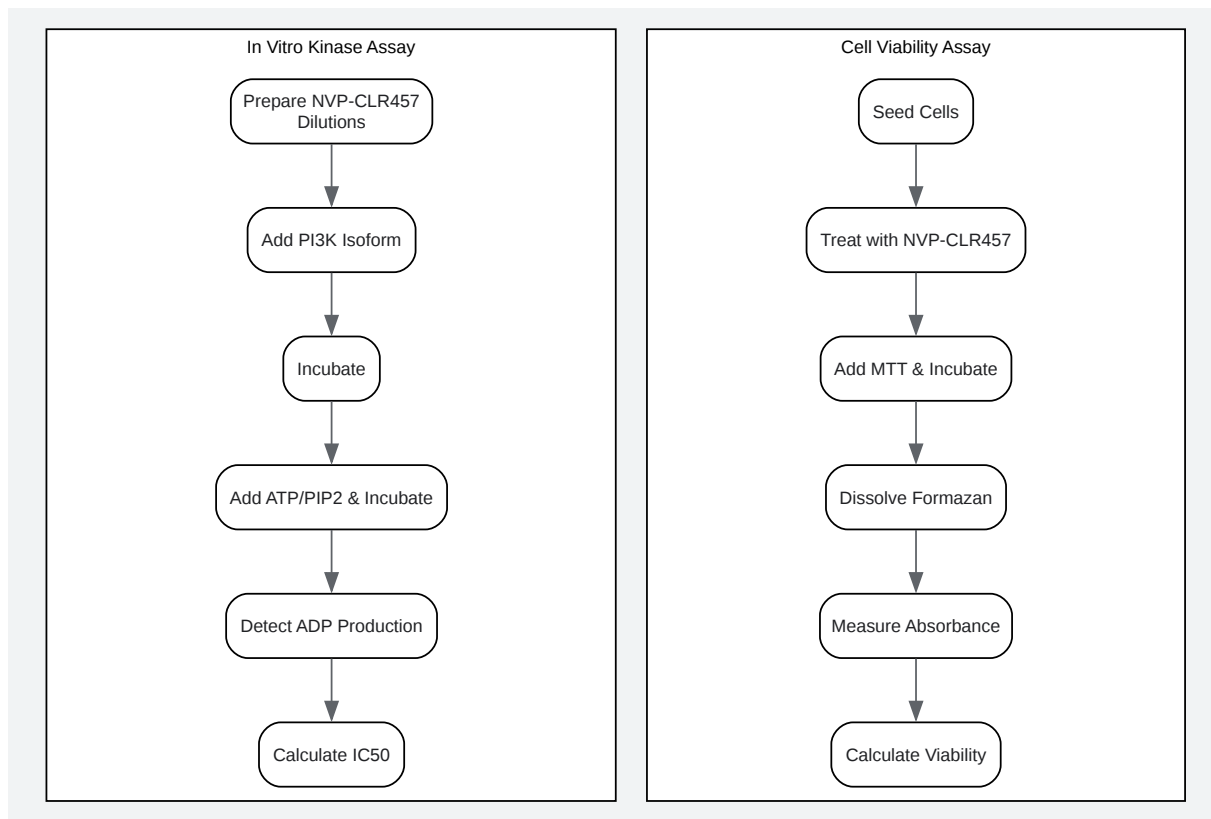 In Vitro Kinase Assay
Prepare NVP-CLR457
Dilutions
Add PI3K Isoform
Incubate
Add ATP/PIP2 & Incubate
Detect ADP Production
Calculate IC50
Cell Viability Assay
Seed Cells
Treat with NVP-CLR457
Add MTT & Incubate
Dissolve Formazan
Measure Absorbance
Calculate Viability